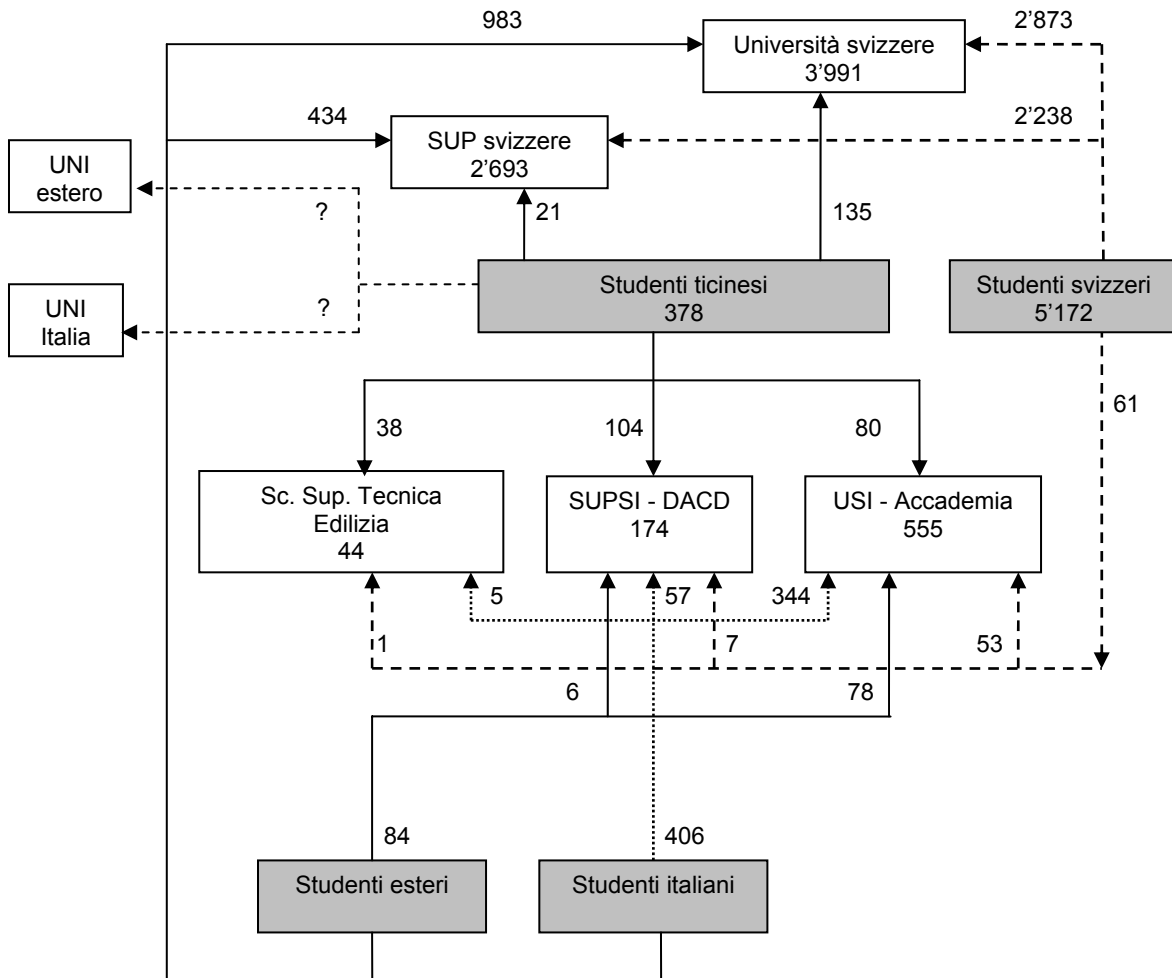 983
Università svizzere
3’991
2’873
434
SUP svizzere
2’693
2’238
UNI
estero
?
21
135
Studenti ticinesi
378
Studenti svizzeri
5’172
UNI
Italia
?
61
38
104
80
Sc. Sup. Tecnica
Edilizia
44
SUPSI - DACD
174
USI - Accademia
555
5
57
344
1
7
53
6
78
84
406
Studenti esteri
Studenti italiani